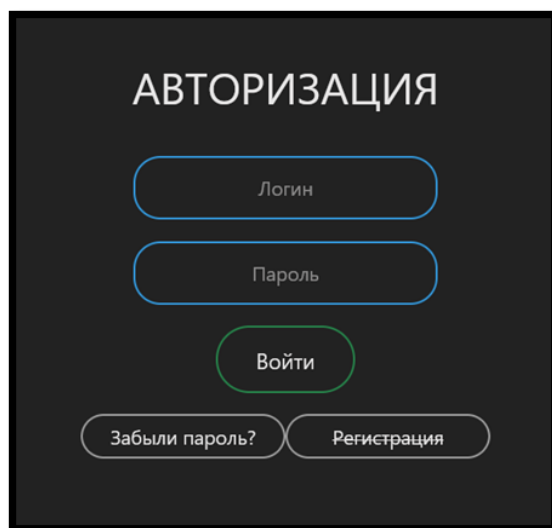 АВТОРИЗАЦИЯ
Логин
Пароль
Войти
Забыли пароль? Регистрация